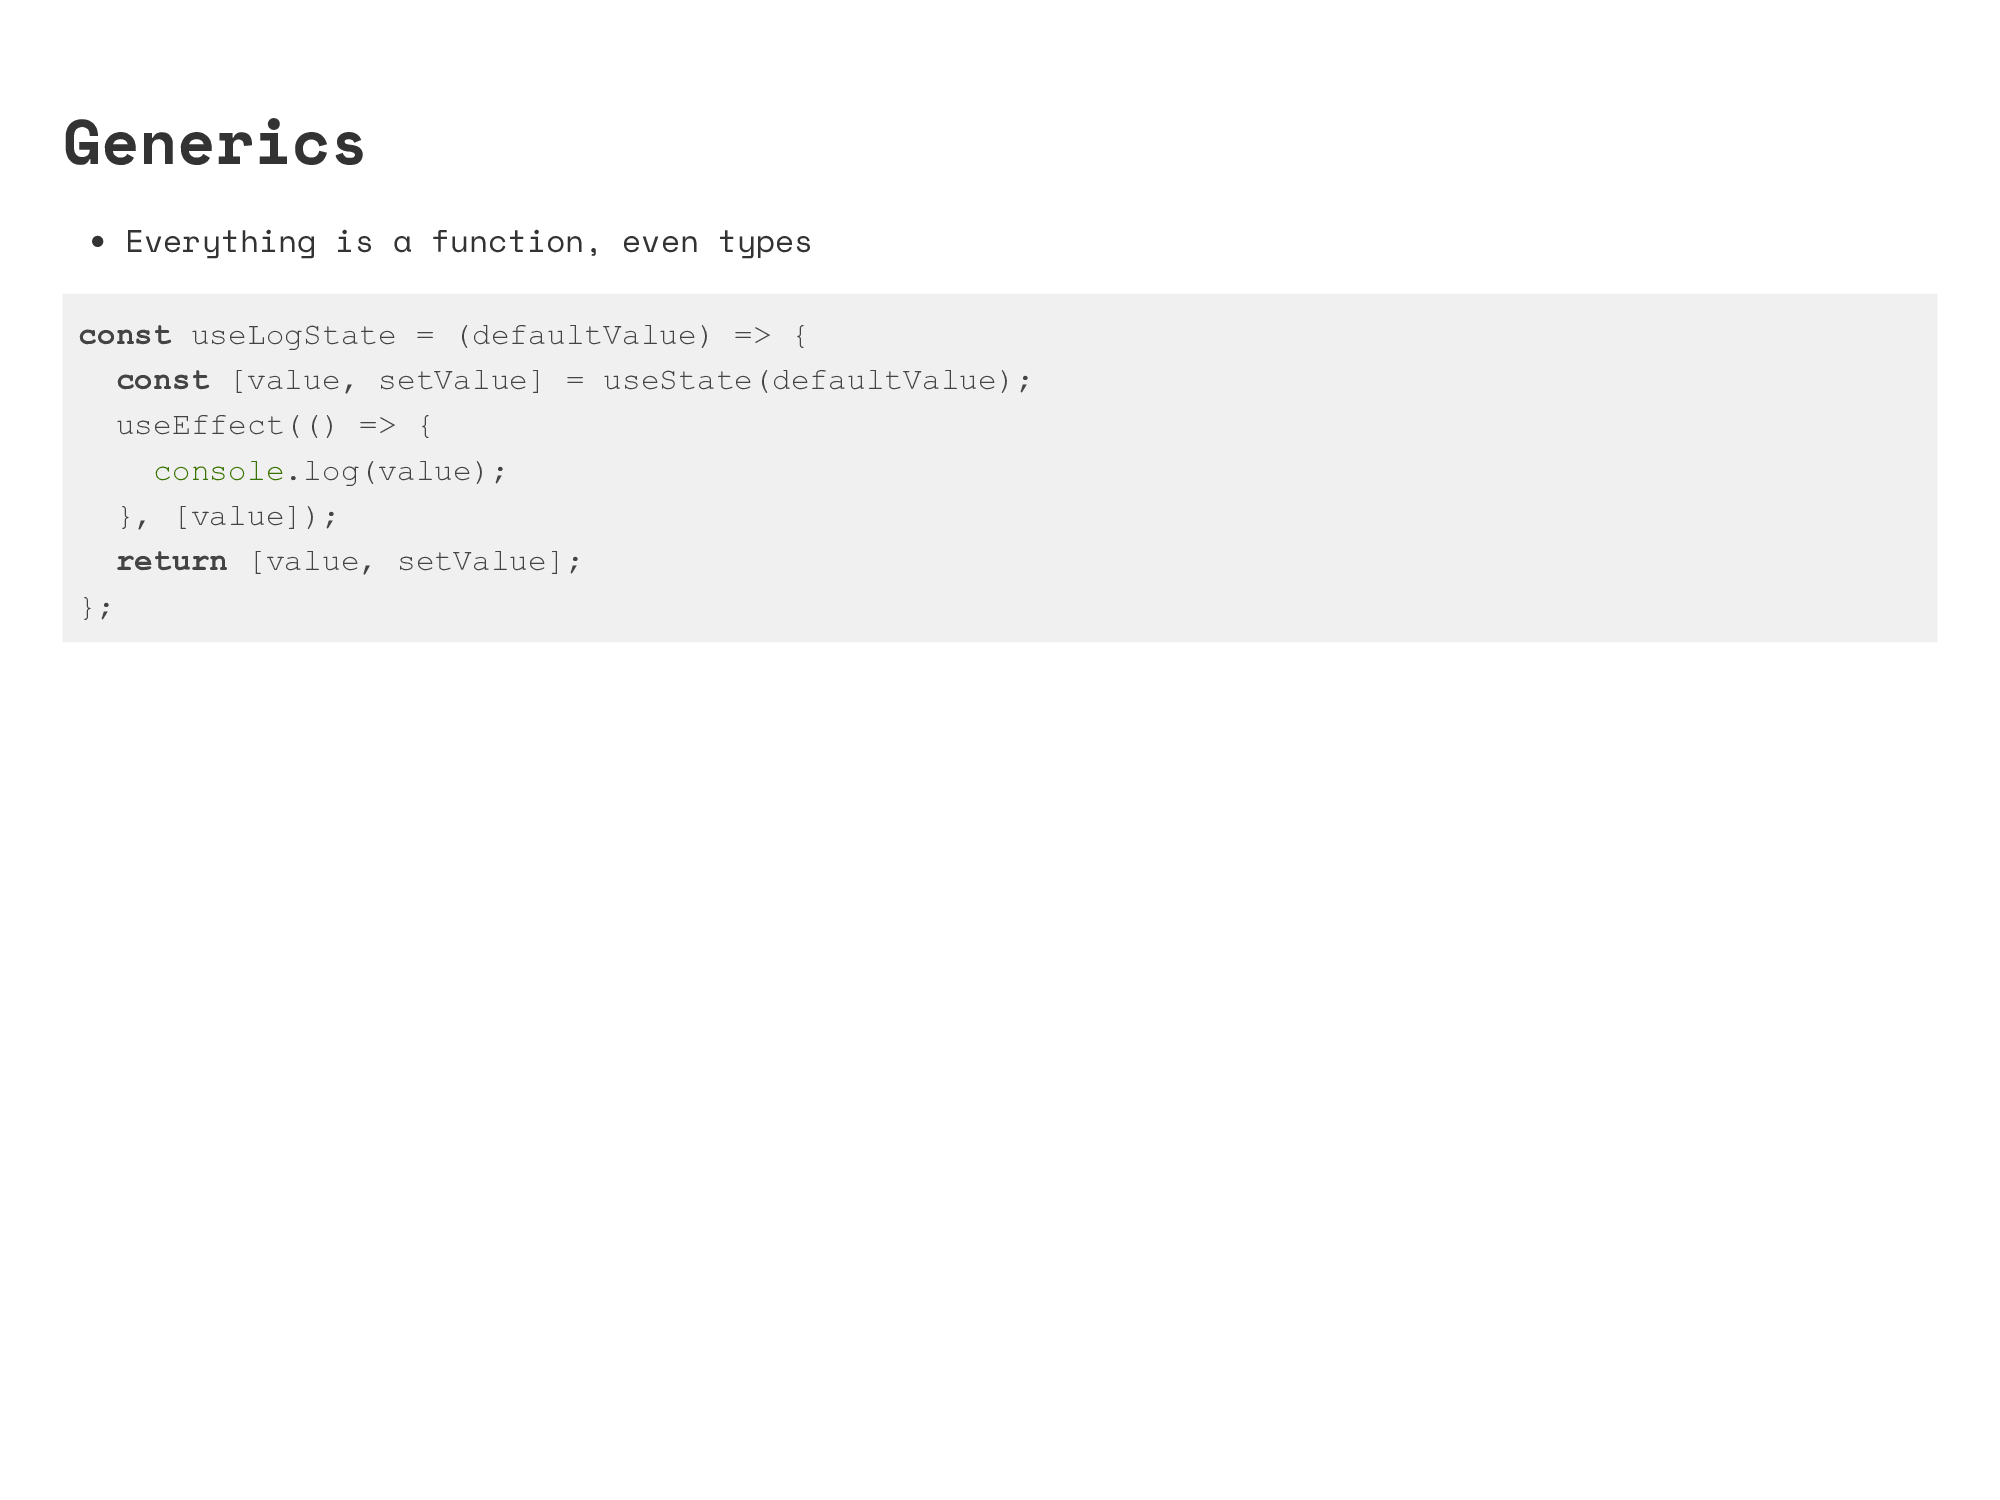 Generics
• Everything is a function, even types
const useLogState = (defaultValue) => {
  const [value, setValue] = useState(defaultValue);
  useEffect(() => {
    console.log(value);
  }, [value]);
  return [value, setValue];
};